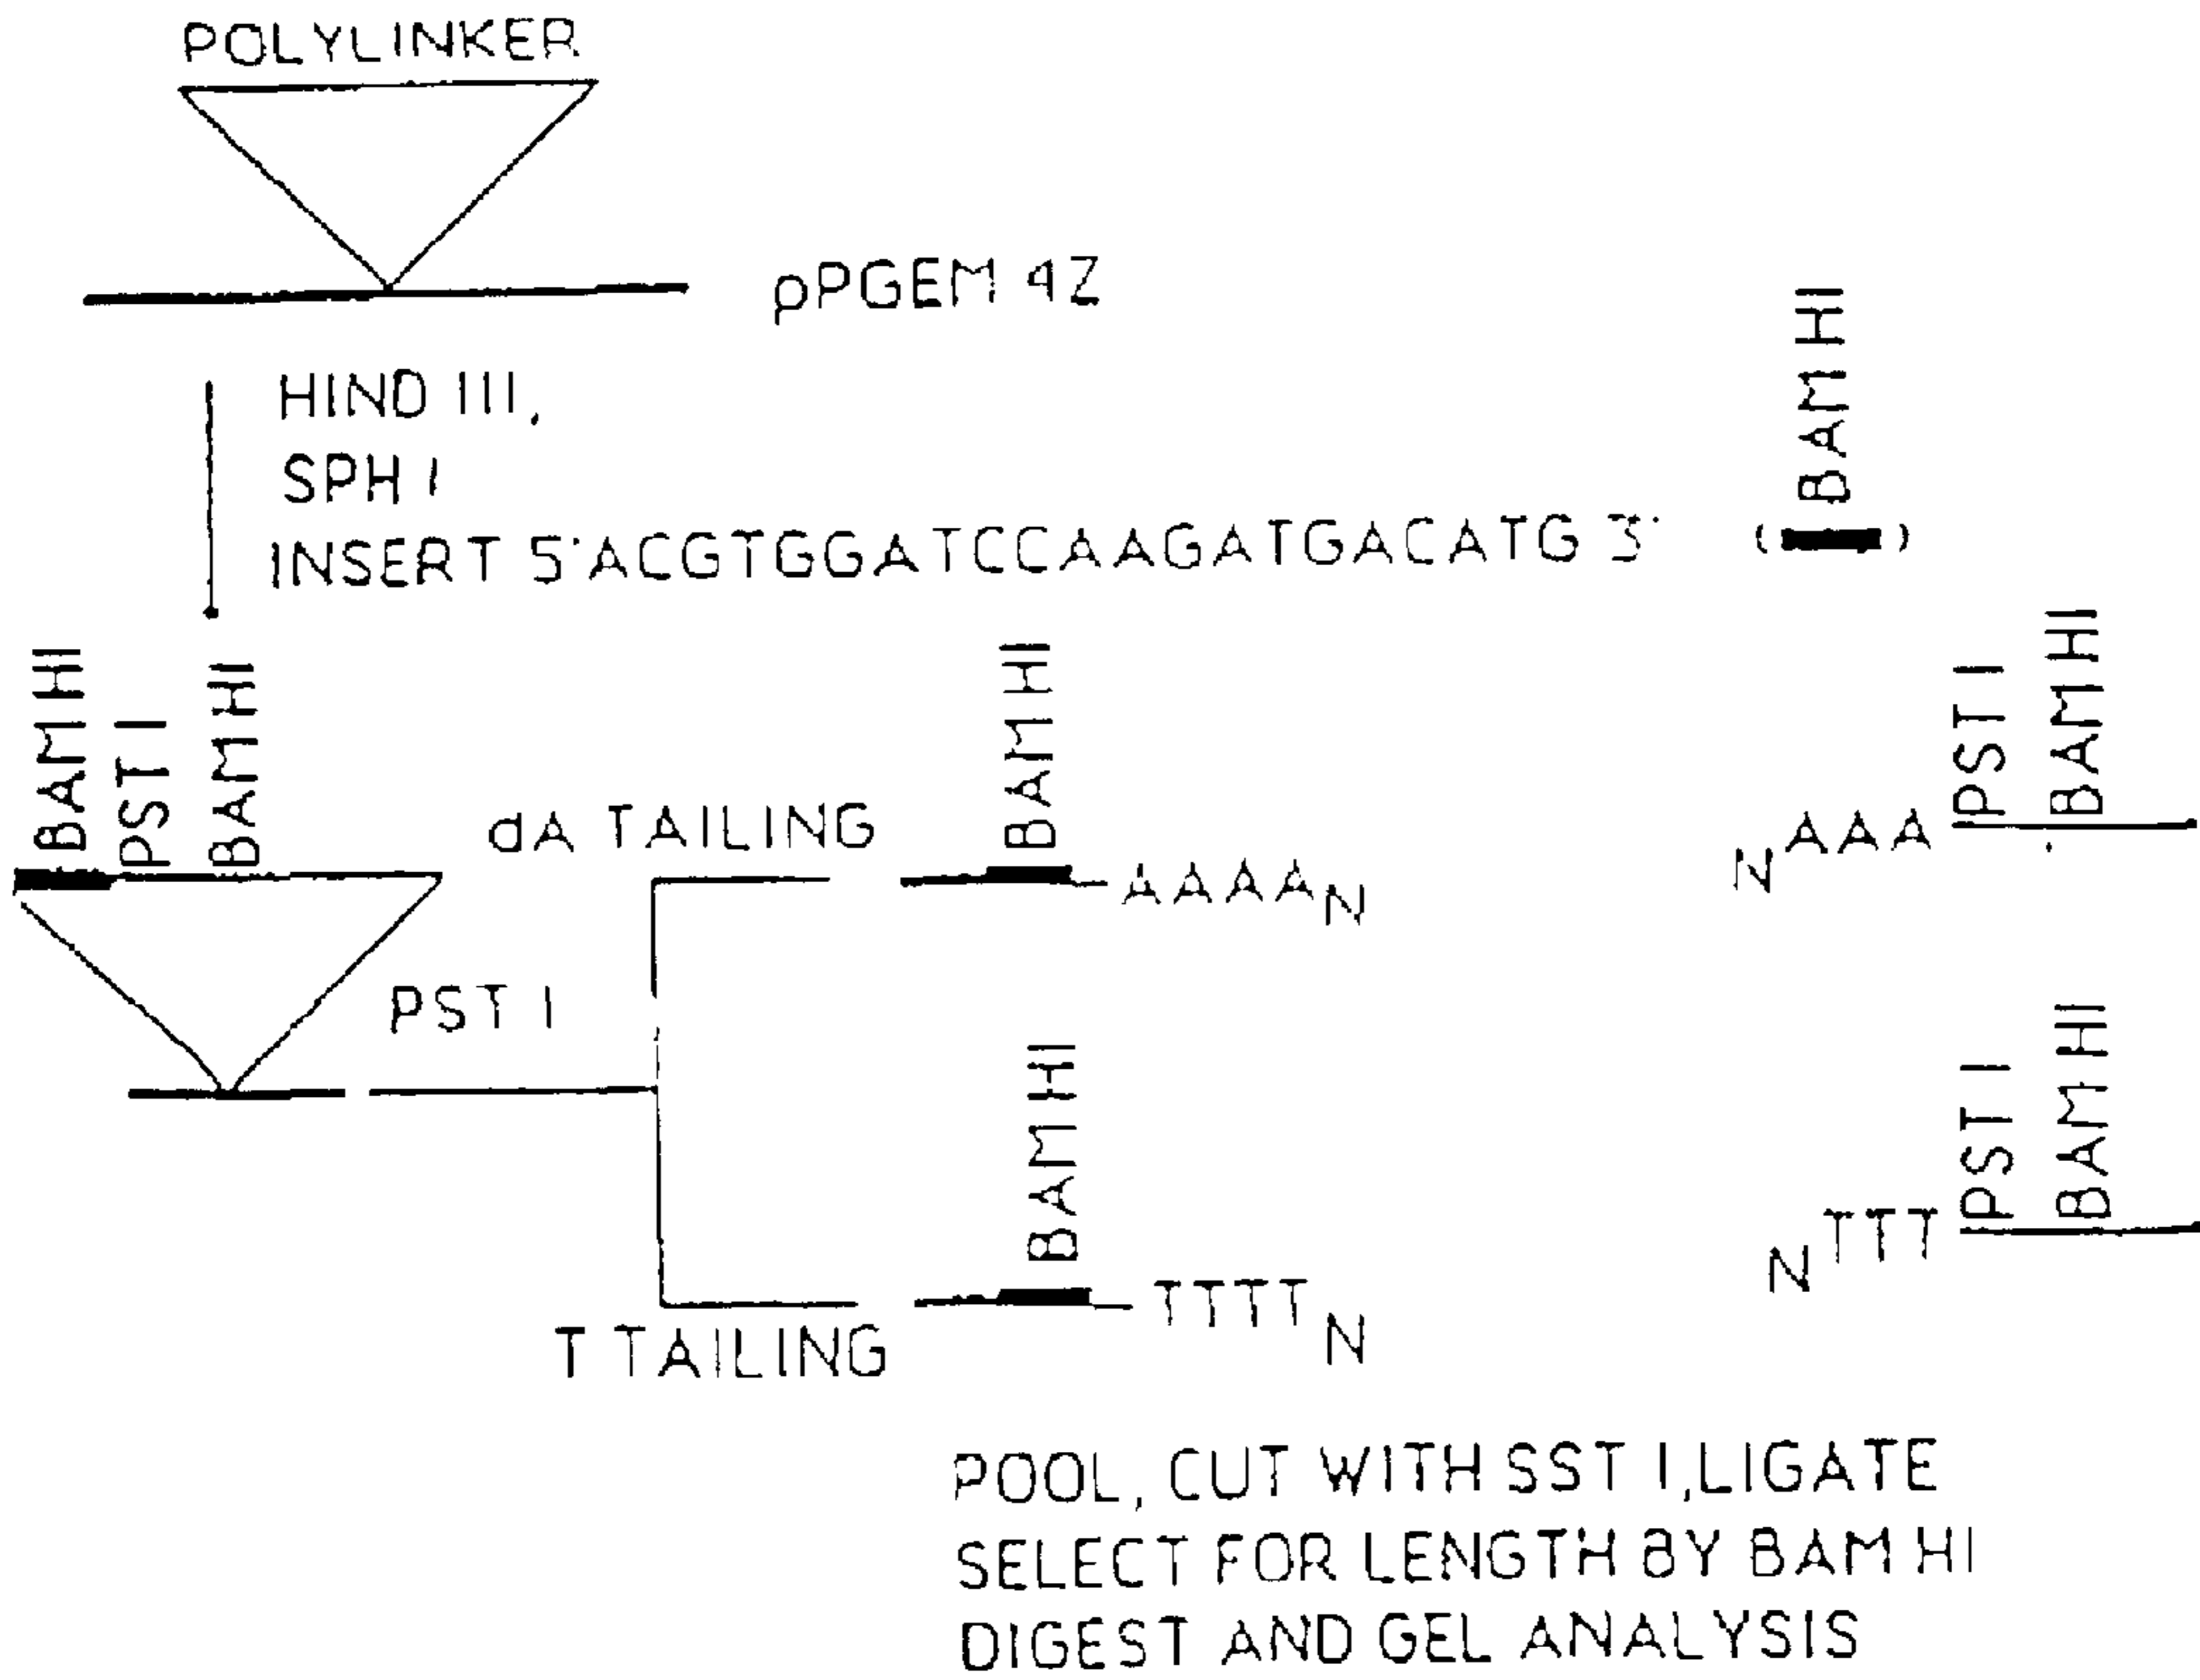 POLYLINKER
pPGEM 4Z
HIND III,
SPH I
INSERT 5'ACGTGGATCCAAGATGACATG 3' ( )
BAM HI
BAM HI
PST I
BAM HI
dA TAILING
BAM HI
AAAAN
NAAA
PST I
BAM HI
PST I
T TAILING
BAM HI
TTTTN
NTTT
PST I
BAM HI
POOL, CUT WITH SST I,LIGATE
SELECT FOR LENGTH BY BAM HI
DIGEST AND GEL ANALYSIS